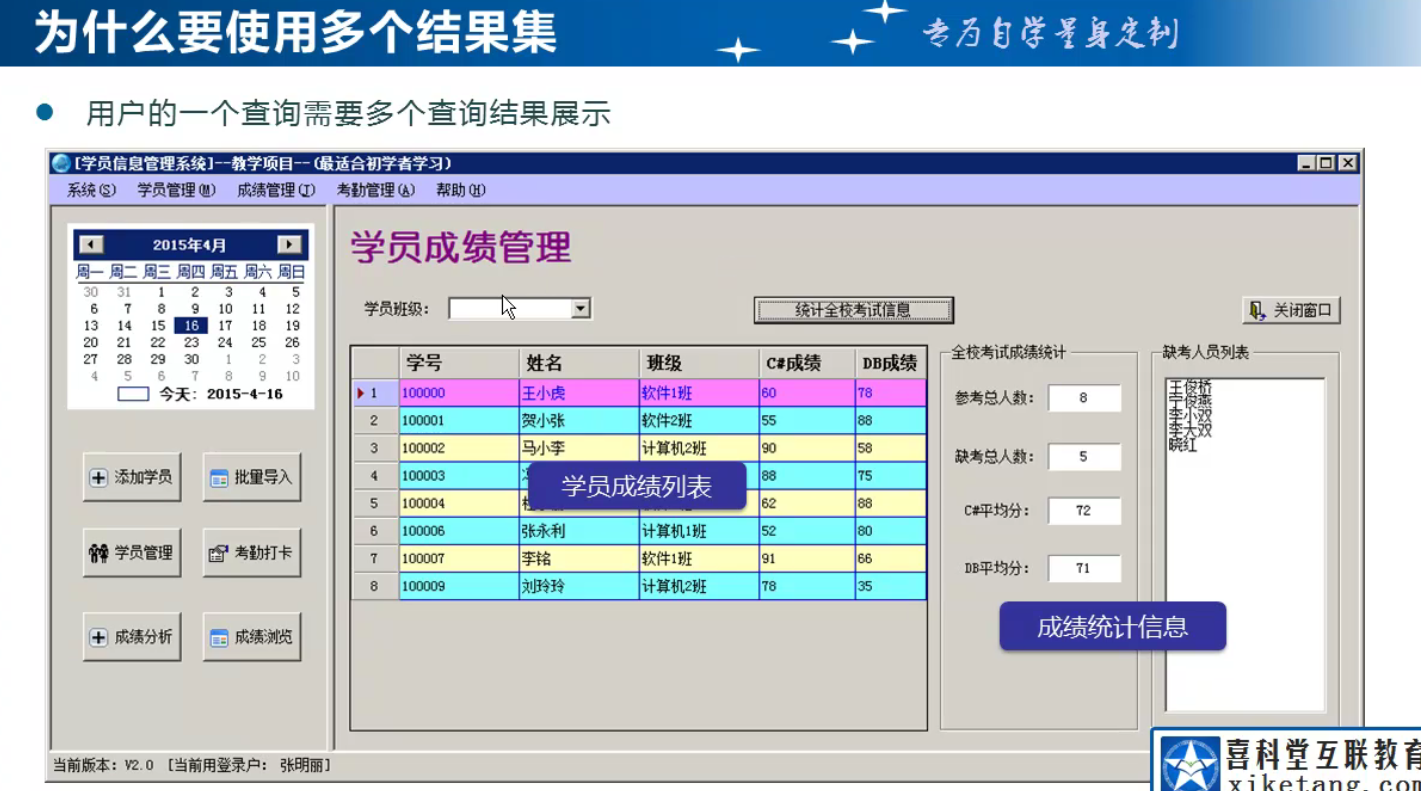 为什么要使用多个结果集
专为自学量身定制
用户的一个查询需要多个查询结果展示
[学员信息管理系统]--教学项目--(最适合初学者学习)
系统(S) 学员管理(M) 成绩管理(J) 考勤管理(A) 帮助(H)
2015年4月
周一 周二 周三 周四 周五 周六 周日
30 31 1 2 3 4 5
6 7 8 9 10 11 12
13 14 15 16 17 18 19
20 21 22 23 24 25 26
27 28 29 30 1 2 3
4 5 6 7 8 9 10
今天: 2015-4-16
添加学员 批量导入
学员管理 考勤打卡
成绩分析 成绩浏览
学员成绩管理
学员班级:
统计全校考试信息
关闭窗口
学号 姓名 班级 C#成绩 DB成绩
1 100000 王小虎 软件1班 60 78
2 100001 贺小张 软件2班 55 88
3 100002 马小李 计算机2班 90 58
4 100003 88 75
5 100004 62 88
6 100006 张永利 计算机1班 52 80
7 100007 李铭 软件1班 91 66
8 100009 刘玲玲 计算机2班 78 35
学员成绩列表
全校考试成绩统计
参考总人数: 8
缺考总人数: 5
C#平均分: 72
DB平均分: 71
成绩统计信息
缺考人员列表
王俊桥
宁俊燕
李小双
李大双
晓红
当前版本: V2.0 [当前用登录户: 张明丽]
喜科堂互联教育
xiketang.com